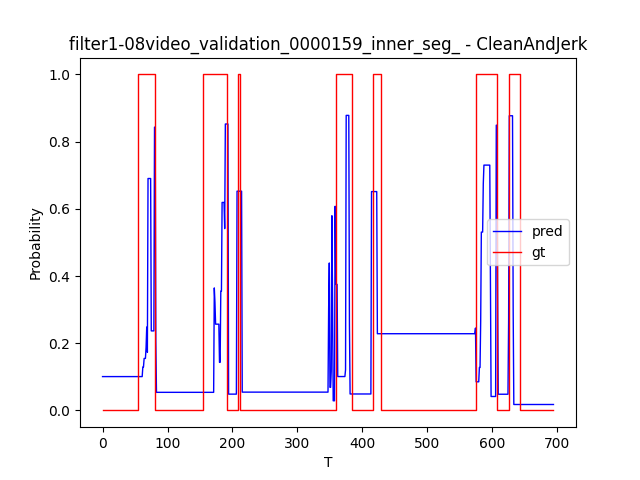 filter1-08video_validation_0000159_inner_seg_ - CleanAndJerk
1.0
0.8
0.6
0.4
0.2
0.0
Probability
pred
gt
0 100 200 300 400 500 600 700
T